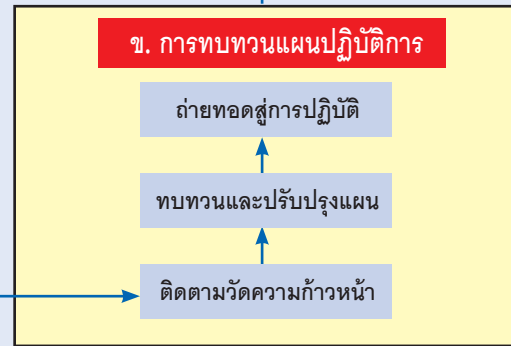 ข. การทบทวนแผนปฏิบัติการ
ถ่ายทอดสู่การปฏิบัติ
ทบทวนและปรับปรุงแผน
ติดตามวัดความก้าวหน้า